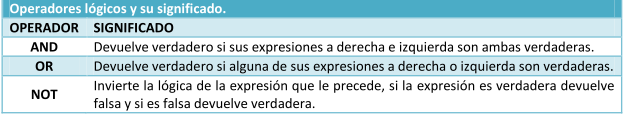 Operadores lógicos y su significado.
OPERADOR SIGNIFICADO
AND Devuelve verdadero si sus expresiones a derecha e izquierda son ambas verdaderas.
OR Devuelve verdadero si alguna de sus expresiones a derecha o izquierda son verdaderas.
NOT Invierte la lógica de la expresión que le precede, si la expresión es verdadera devuelve
falsa y si es falsa devuelve verdadera.